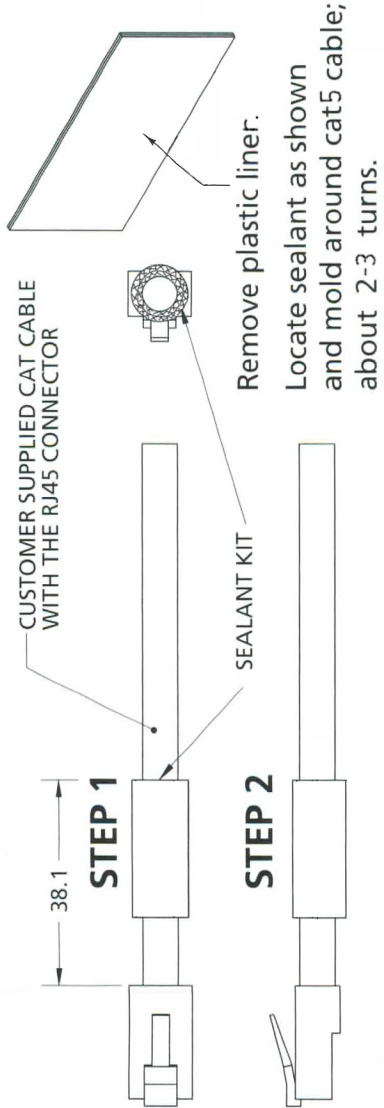 CUSTOMER SUPPLIED CAT CABLE
WITH THE RJ45 CONNECTOR
38.1
STEP 1
SEALANT KIT
STEP 2
Remove plastic liner.
Locate sealant as shown
and mold around cat5 cable;
about 2-3 turns.